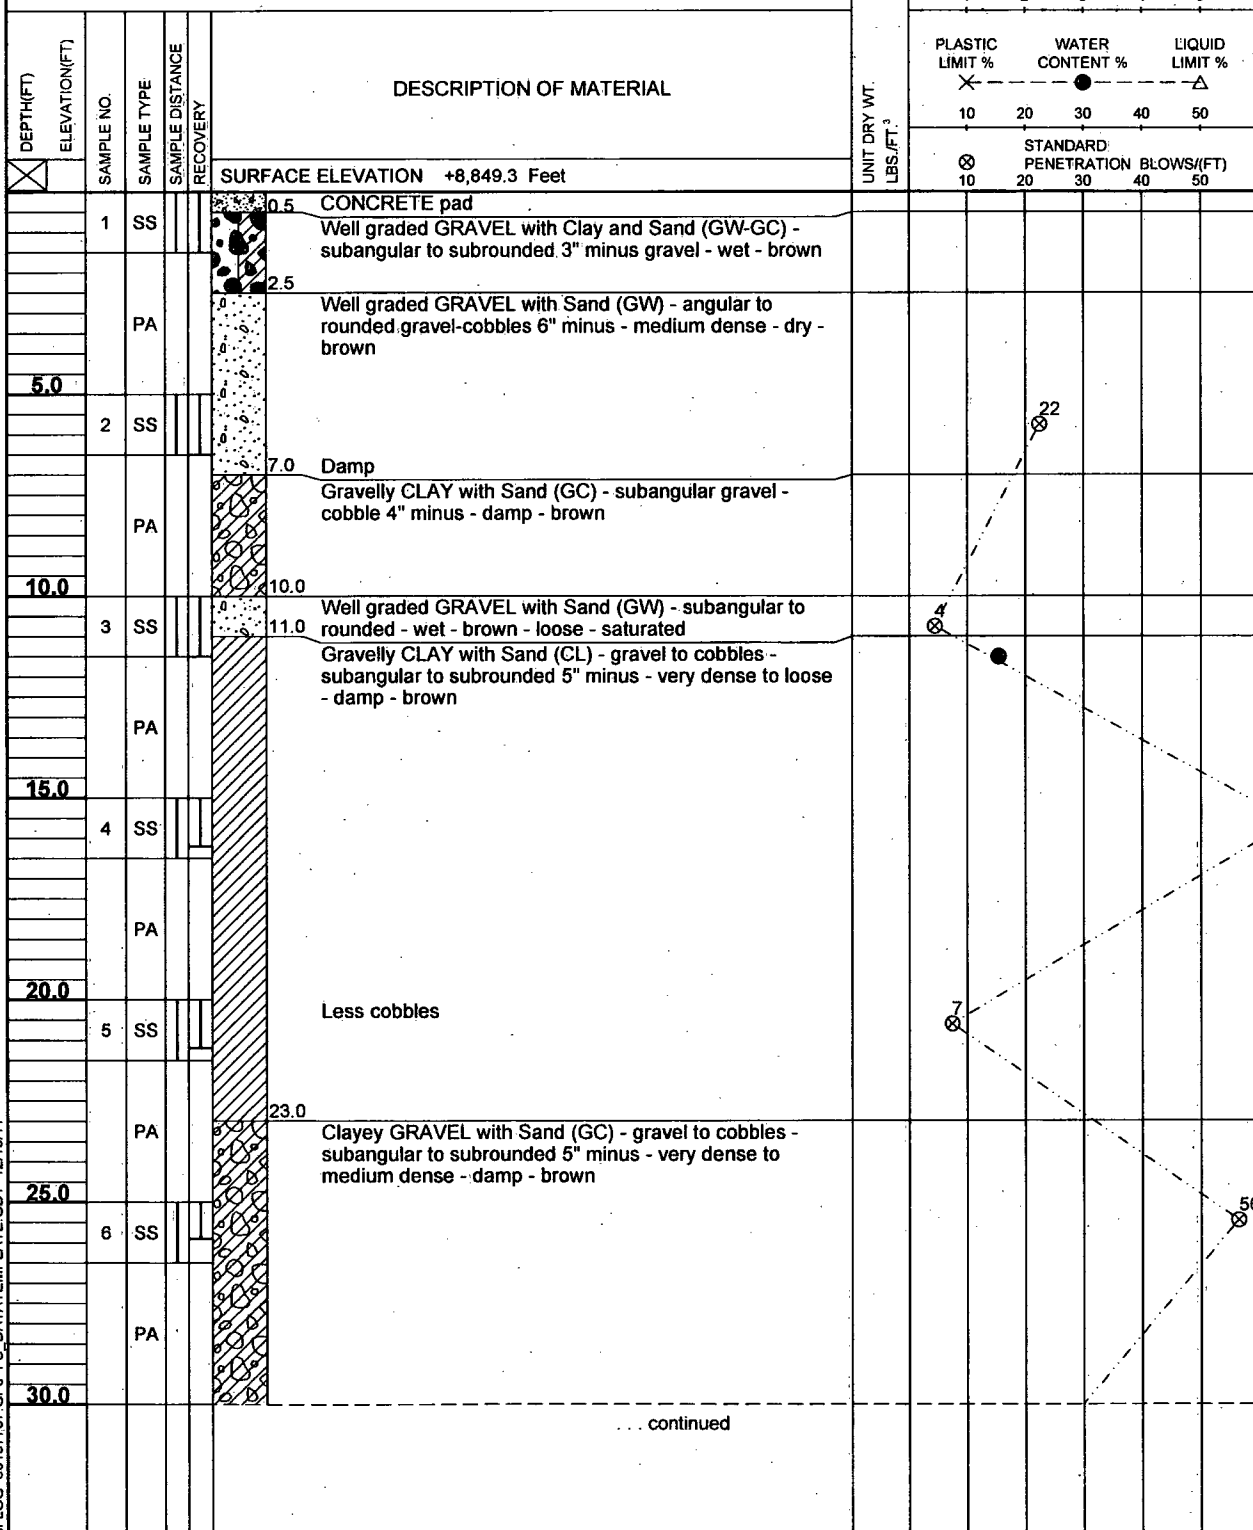 DEPTH(FT)
ELEVATION(FT)
SAMPLE NO.
SAMPLE TYPE
SAMPLE DISTANCE
RECOVERY
DESCRIPTION OF MATERIAL
UNIT DRY WT.
LBS./FT.³
PLASTIC LIMIT %
WATER CONTENT %
LIQUID LIMIT %
10 20 30 40 50
STANDARD
PENETRATION BLOWS/(FT)
10 20 30 40 50
SURFACE ELEVATION +8,849.3 Feet
0.5 CONCRETE pad
1 SS
Well graded GRAVEL with Clay and Sand (GW-GC) -
subangular to subrounded 3" minus gravel - wet - brown
2.5
Well graded GRAVEL with Sand (GW) - angular to
PA
rounded gravel-cobbles 6" minus - medium dense - dry -
brown
5.0
22
2 SS
7.0 Damp
Gravelly CLAY with Sand (GC) - subangular gravel -
cobble 4" minus - damp - brown
PA
10.0
10.0
Well graded GRAVEL with Sand (GW) - subangular to
4
3 SS
11.0 rounded - wet - brown - loose - saturated
Gravelly CLAY with Sand (CL) - gravel to cobbles -
subangular to subrounded 5" minus - very dense to loose
- damp - brown
PA
15.0
4 SS
PA
20.0
Less cobbles
7
5 SS
23.0
PA
Clayey GRAVEL with Sand (GC) - gravel to cobbles -
subangular to subrounded 5" minus - very dense to
medium dense - damp - brown
25.0
6 SS
PA
30.0
... continued